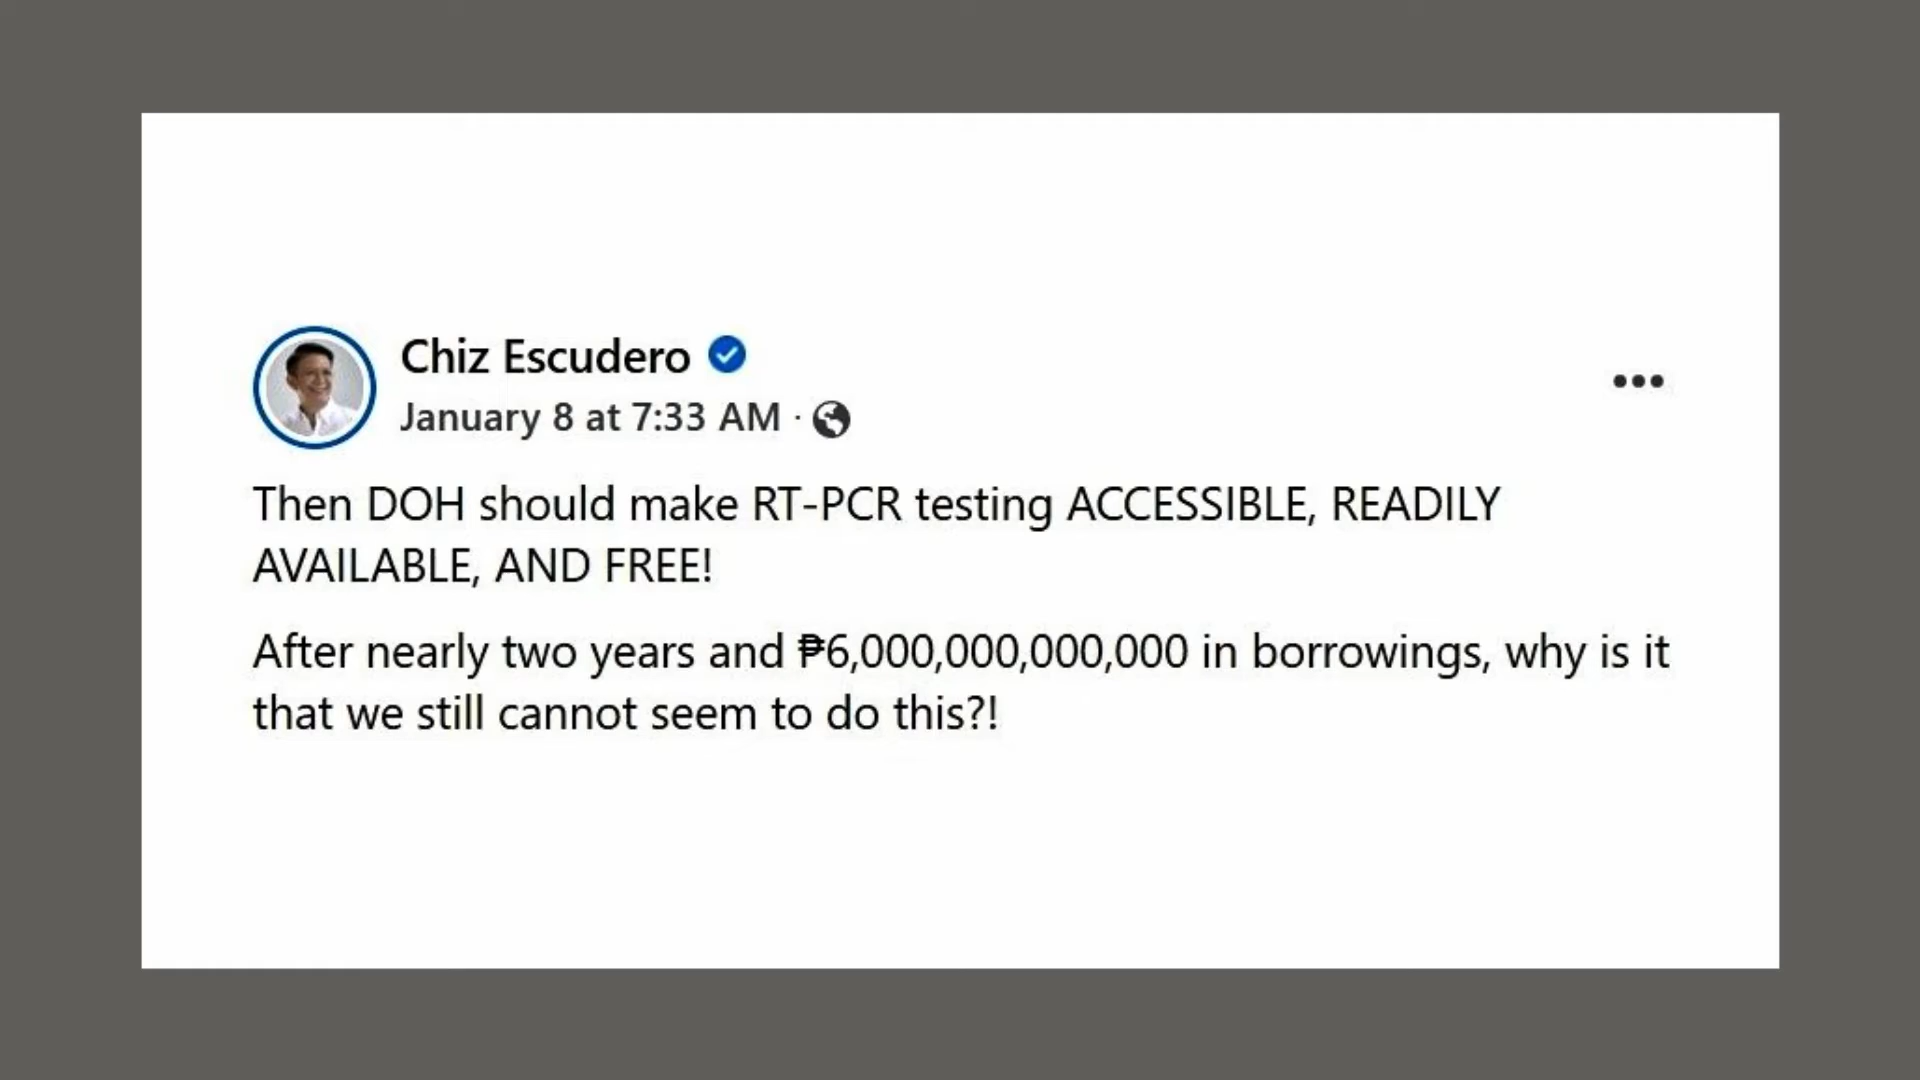 Chiz Escudero
January 8 at 7:33 AM ·
Then DOH should make RT-PCR testing ACCESSIBLE, READILY
AVAILABLE, AND FREE!
After nearly two years and ₱6,000,000,000,000 in borrowings, why is it
that we still cannot seem to do this?!